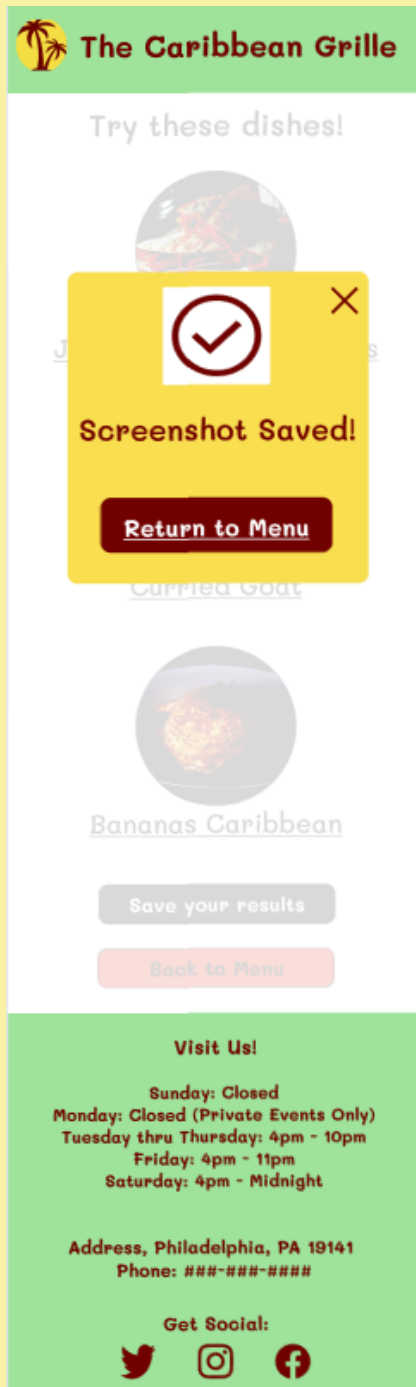 The Caribbean Grille
Try these dishes!
Screenshot Saved!
Return to Menu
Curried Goat
Bananas Caribbean
Save your results
Back to Menu
Visit Us!
Sunday: Closed
Monday: Closed (Private Events Only)
Tuesday thru Thursday: 4pm - 10pm
Friday: 4pm - 11pm
Saturday: 4pm - Midnight
Address, Philadelphia, PA 19141
Phone: ###-###-####
Get Social: